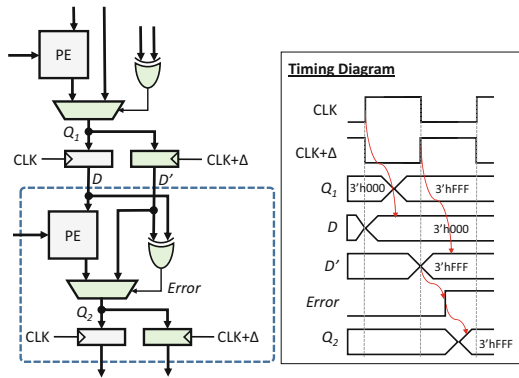 PE
Q1
CLK
CLK+Δ
D
D'
PE
Error
Q2
CLK
CLK+Δ
Timing Diagram
CLK
CLK+Δ
Q1
3'h000
3'hFFF
D
3'h000
D'
3'hFFF
Error
Q2
3'hFFF